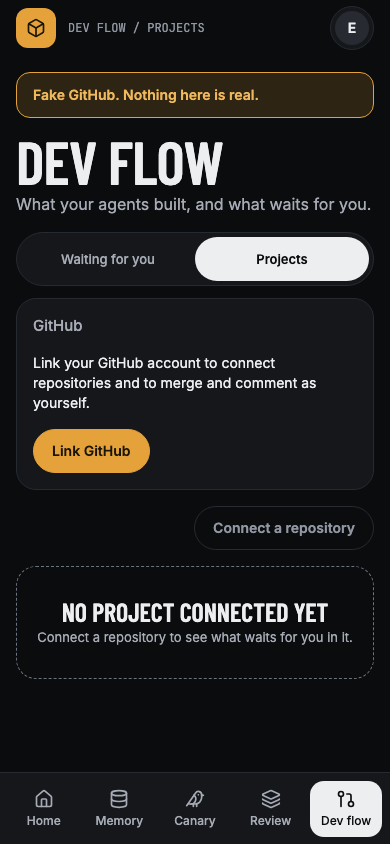 DEV FLOW / PROJECTS
E
Fake GitHub. Nothing here is real.
DEV FLOW
What your agents built, and what waits for you.
Waiting for you
Projects
GitHub
Link your GitHub account to connect
repositories and to merge and comment as
yourself.
Link GitHub
Connect a repository
NO PROJECT CONNECTED YET
Connect a repository to see what waits for you in it.
Home
Memory
Canary
Review
Dev flow